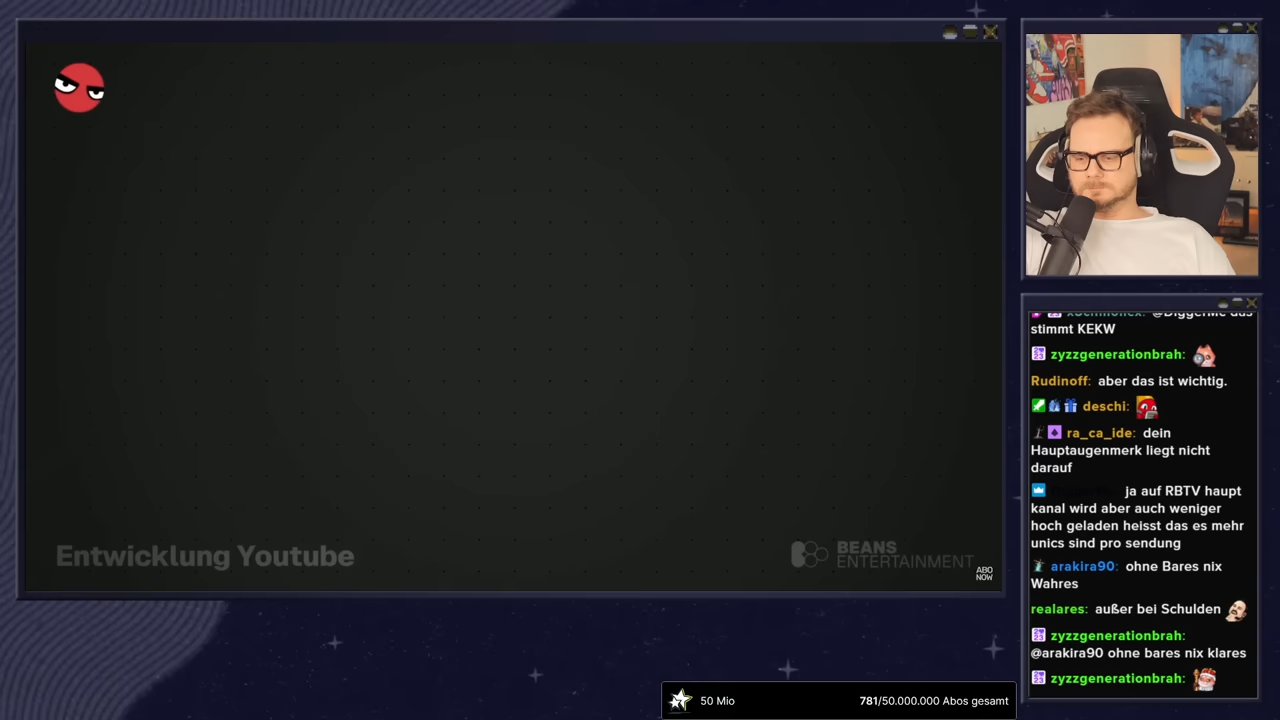 Entwicklung Youtube
BEANS
ENTERTAINMENT
ABO
NOW
stimmt KEKW
zyzzgenerationbrah:
Rudinoff: aber das ist wichtig.
deschi:
ra_ca_ide: dein
Hauptaugenmerk liegt nicht
darauf
ja auf RBTV haupt
kanal wird aber auch weniger
hoch geladen heisst das es mehr
unics sind pro sendung
arakira90: ohne Bares nix
Wahres
realares: außer bei Schulden
zyzzgenerationbrah:
@arakira90 ohne bares nix klares
zyzzgenerationbrah:
50 Mio
781/50.000.000 Abos gesamt